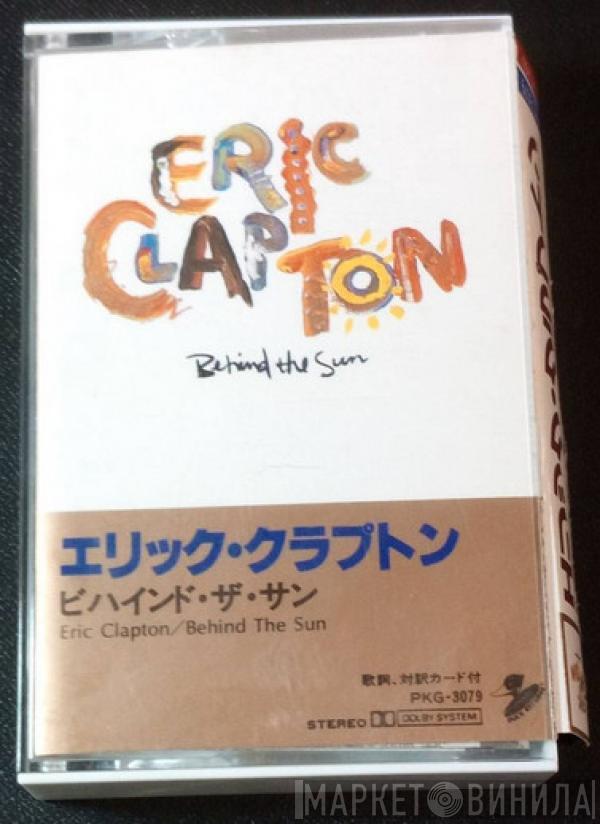 ERIC
CLAPTON
Behind the Sun
エリック・クラプトン
ビハインド・ザ・サン
Eric Clapton/Behind The Sun
歌詞、対訳カード付
PKG-3079
STEREO DOLBY SYSTEM
МАРКЕТ ВИНИЛА